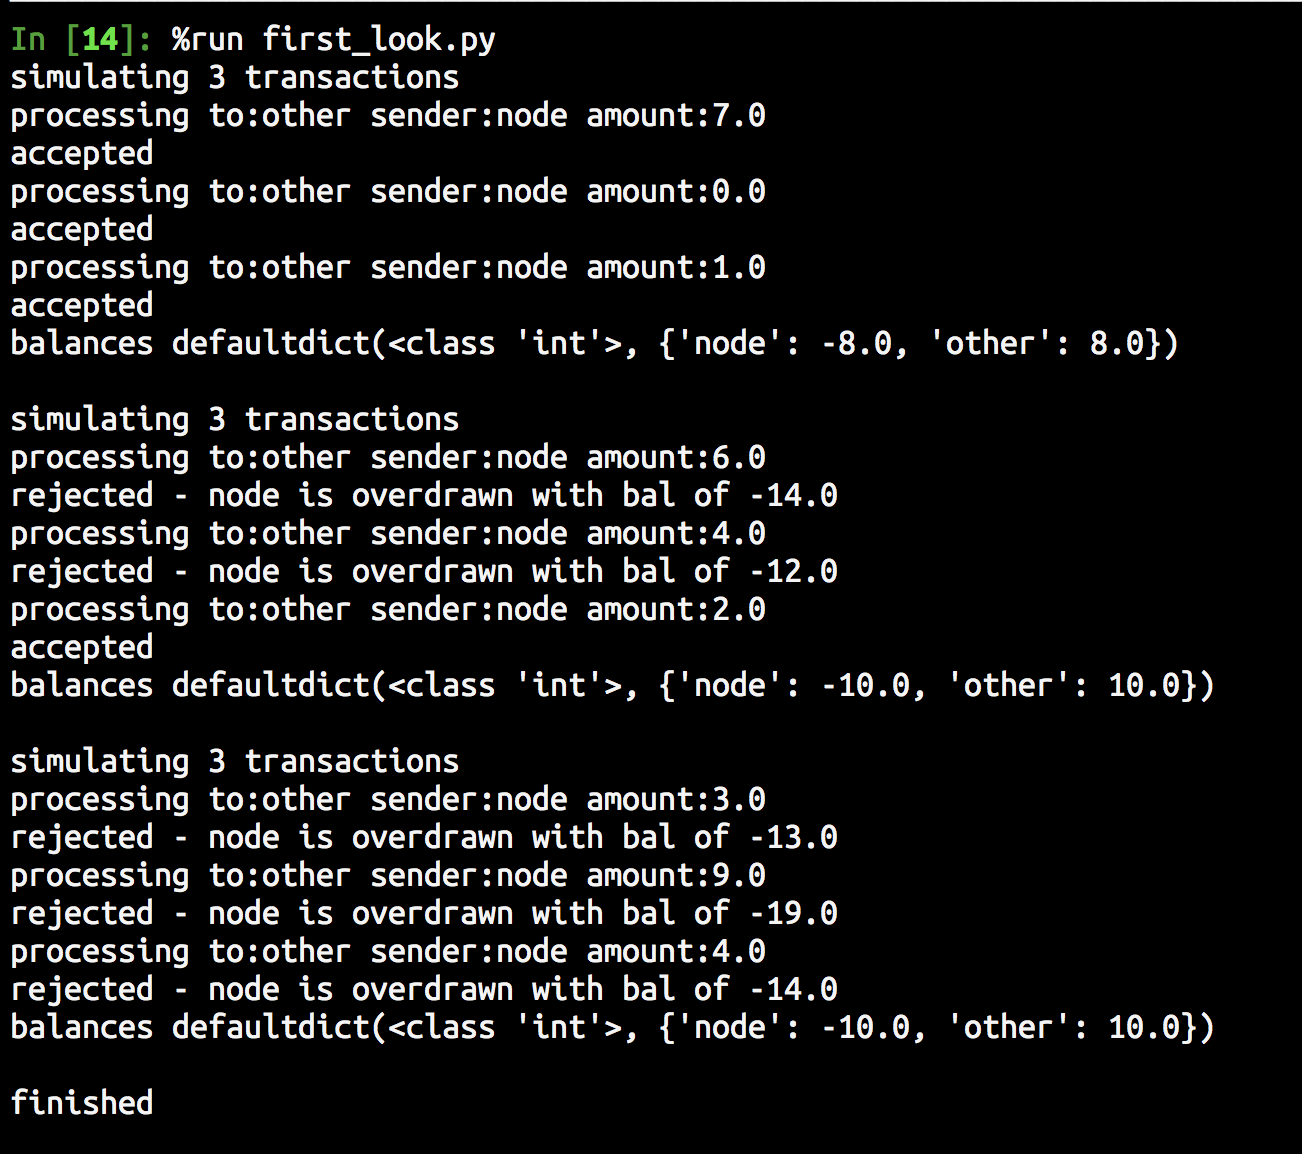 In [14]: %run first_look.py
simulating 3 transactions
processing to:other sender:node amount:7.0
accepted
processing to:other sender:node amount:0.0
accepted
processing to:other sender:node amount:1.0
accepted
balances defaultdict(<class 'int'>, {'node': -8.0, 'other': 8.0})
simulating 3 transactions
processing to:other sender:node amount:6.0
rejected - node is overdrawn with bal of -14.0
processing to:other sender:node amount:4.0
rejected - node is overdrawn with bal of -12.0
processing to:other sender:node amount:2.0
accepted
balances defaultdict(<class 'int'>, {'node': -10.0, 'other': 10.0})
simulating 3 transactions
processing to:other sender:node amount:3.0
rejected - node is overdrawn with bal of -13.0
processing to:other sender:node amount:9.0
rejected - node is overdrawn with bal of -19.0
processing to:other sender:node amount:4.0
rejected - node is overdrawn with bal of -14.0
balances defaultdict(<class 'int'>, {'node': -10.0, 'other': 10.0})
finished